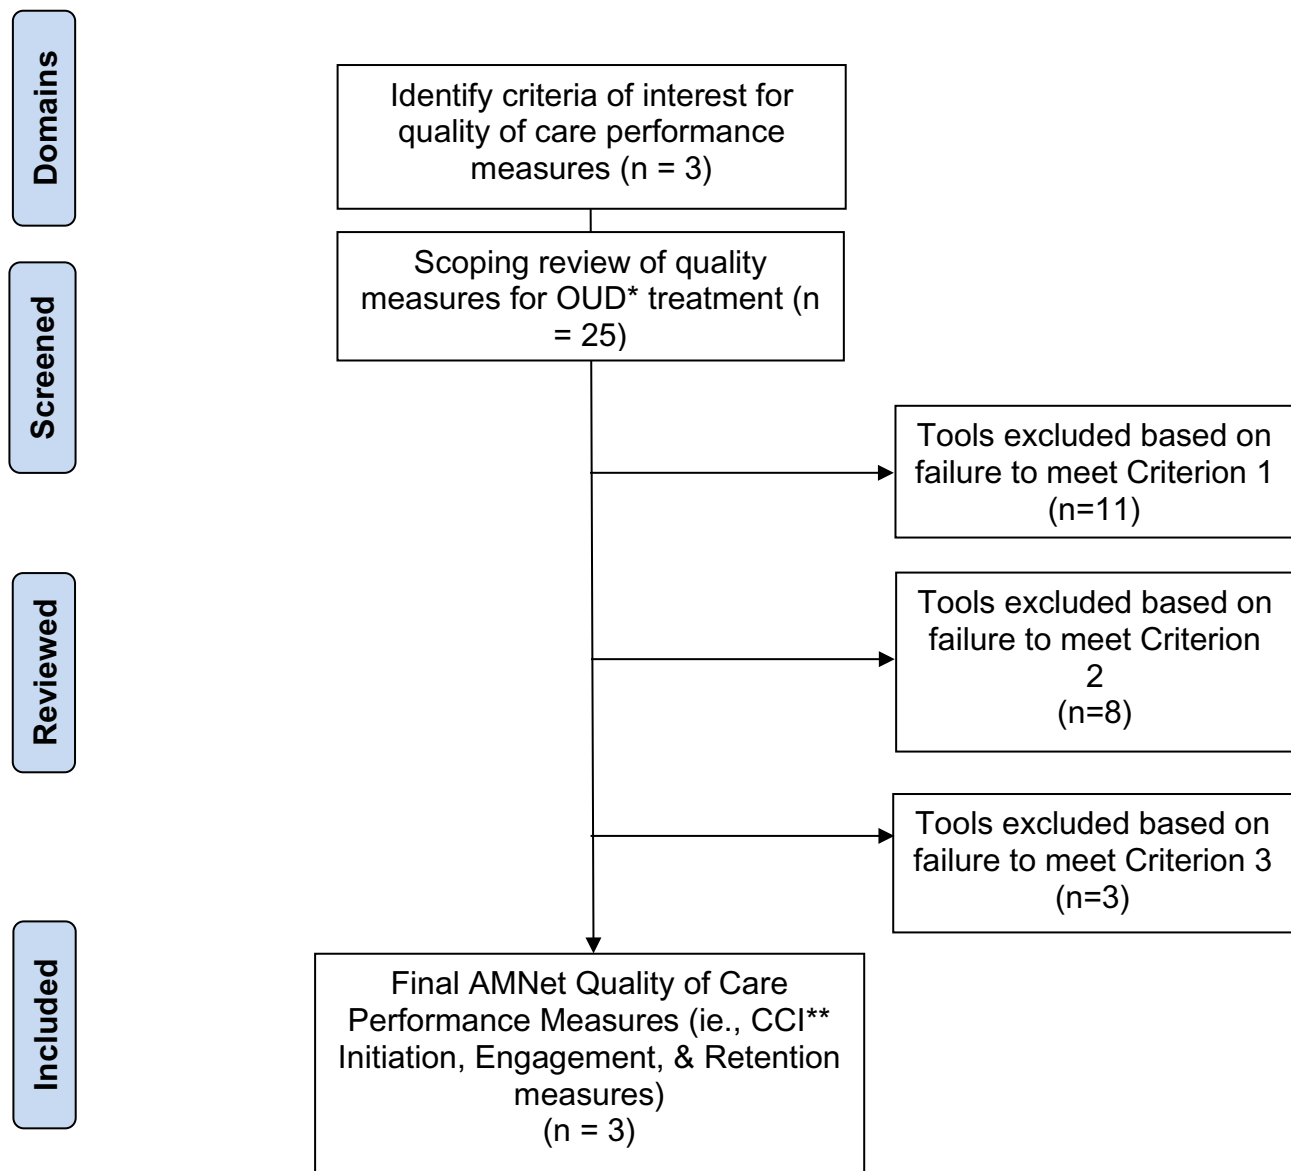 Domains
Identify criteria of interest for
quality of care performance
measures (n = 3)
Screened
Scoping review of quality
measures for OUD* treatment (n
= 25)
Tools excluded based on
failure to meet Criterion 1
(n=11)
Reviewed
Tools excluded based on
failure to meet Criterion
2
(n=8)
Tools excluded based on
failure to meet Criterion 3
(n=3)
Included
Final AMNet Quality of Care
Performance Measures (ie., CCI**
Initiation, Engagement, & Retention
measures)
(n = 3)